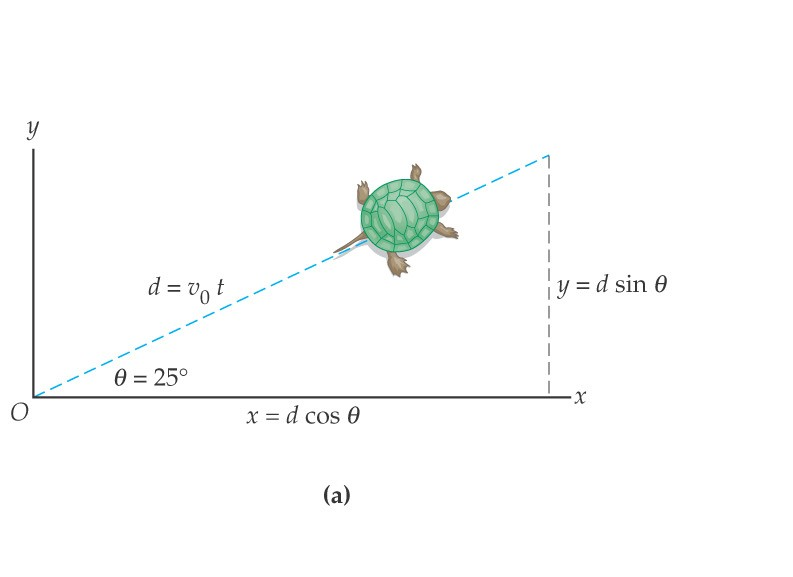 y
d = v₀ t
y = d sin θ
θ = 25°
x
O
x = d cos θ
(a)